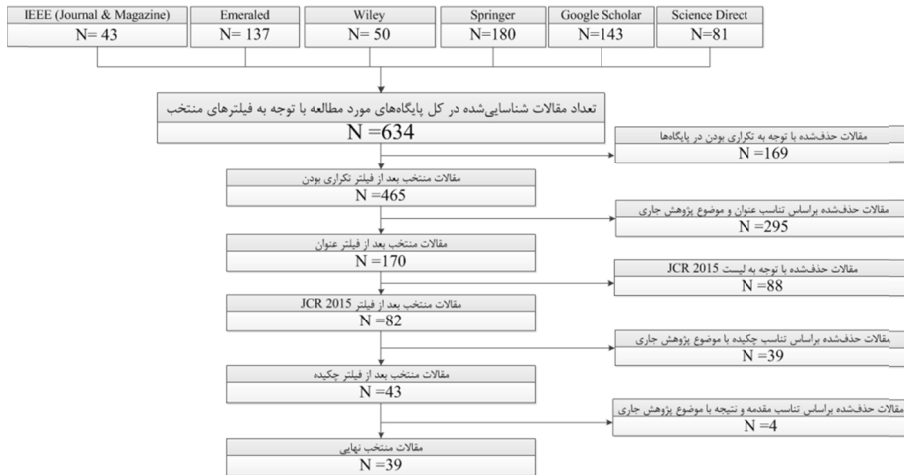 IEEE (Journal & Magazine)
N= 43
Emeraled
N= 137
Wiley
N= 50
Springer
N=180
Google Scholar
N=143
Science Direct
N=81
تعداد مقالات شناسایی‌شده در کل پایگاه‌های مورد مطالعه با توجه به فیلترهای منتخب
N =634
مقالات حذف‌شده با توجه به تکراری بودن در پایگاه‌ها
N =169
مقالات منتخب بعد از فیلتر تکراری بودن
N =465
مقالات حذف‌شده براساس تناسب عنوان و موضوع پژوهش جاری
N =295
مقالات منتخب بعد از فیلتر عنوان
N =170
مقالات حذف‌شده با توجه به لیست JCR 2015
N =88
مقالات منتخب بعد از فیلتر JCR 2015
N =82
مقالات حذف‌شده براساس تناسب چکیده با موضوع پژوهش جاری
N =39
مقالات منتخب بعد از فیلتر چکیده
N =43
مقالات حذف‌شده براساس تناسب مقدمه و نتیجه با موضوع پژوهش جاری
N =4
مقالات منتخب نهایی
N =39